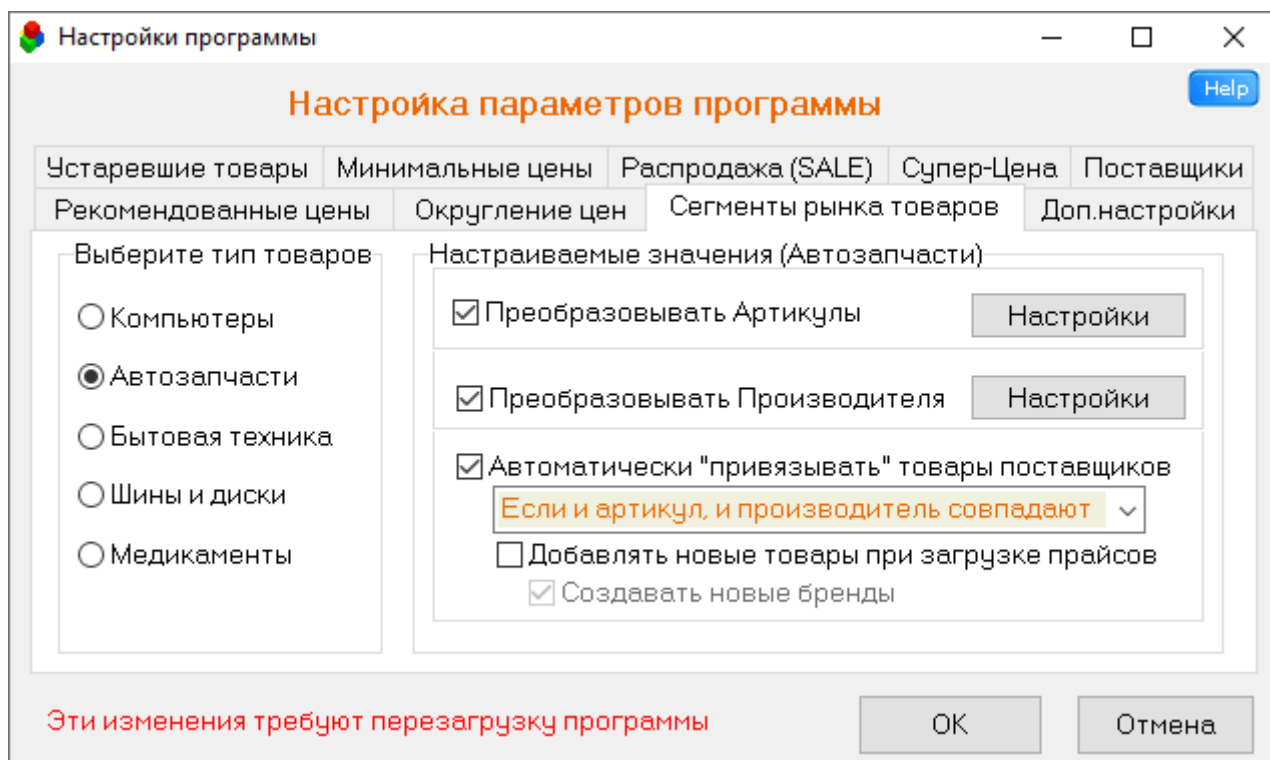 Настройки программы
Настройка параметров программы
Help
Устаревшие товары Минимальные цены Распродажа (SALE) Супер-Цена Поставщики
Рекомендованные цены Округление цен Сегменты рынка товаров Доп.настройки
Выберите тип товаров
Компьютеры
Автозапчасти
Бытовая техника
Шины и диски
Медикаменты
Настраиваемые значения (Автозапчасти)
Преобразовывать Артикулы Настройки
Преобразовывать Производителя Настройки
Автоматически "привязывать" товары поставщиков
Если и артикул, и производитель совпадают
Добавлять новые товары при загрузке прайсов
Создавать новые бренды
Эти изменения требуют перезагрузку программы
OK Отмена